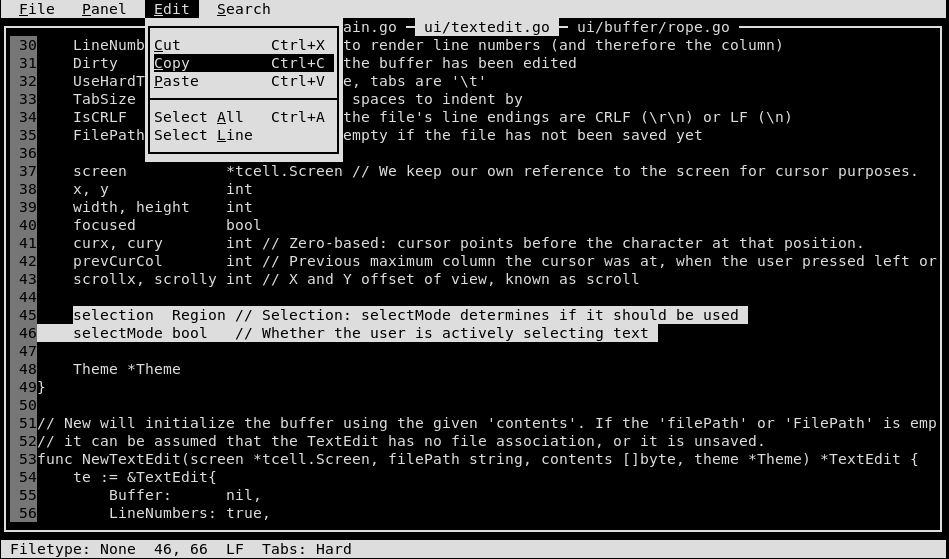 File   Panel   Edit   Search
ain.go — ui/textedit.go — ui/buffer/rope.go
30    LineNumb    to render line numbers (and therefore the column)
Cut          Ctrl+X
31    Dirty    the buffer has been edited
Copy         Ctrl+C
32    UseHardT    e, tabs are '\t'
Paste        Ctrl+V
33    TabSize    spaces to indent by
34    IsCRLF    the file's line endings are CRLF (\r\n) or LF (\n)
Select All   Ctrl+A
35    FilePath    empty if the file has not been saved yet
Select Line
36
37    screen           *tcell.Screen // We keep our own reference to the screen for cursor purposes.
38    x, y             int
39    width, height    int
40    focused          bool
41    curx, cury       int // Zero-based: cursor points before the character at that position.
42    prevCurCol       int // Previous maximum column the cursor was at, when the user pressed left or
43    scrollx, scrolly int // X and Y offset of view, known as scroll
44
45    selection  Region // Selection: selectMode determines if it should be used
46    selectMode bool   // Whether the user is actively selecting text
47
48    Theme *Theme
49}
50
51// New will initialize the buffer using the given 'contents'. If the 'filePath' or 'FilePath' is emp
52// it can be assumed that the TextEdit has no file association, or it is unsaved.
53func NewTextEdit(screen *tcell.Screen, filePath string, contents []byte, theme *Theme) *TextEdit {
54    te := &TextEdit{
55        Buffer:      nil,
56        LineNumbers: true,
Filetype: None  46, 66  LF  Tabs: Hard